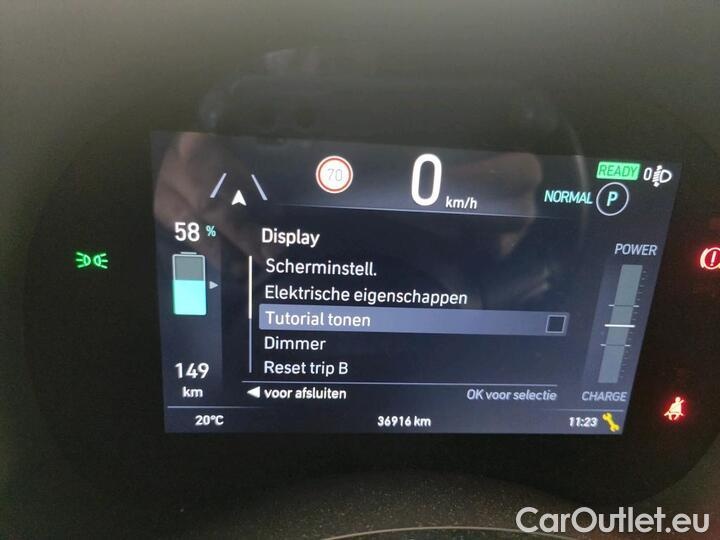 70
0 km/h
READY 0
NORMAL P
58 %
Display
POWER
Scherminstell.
Elektrische eigenschappen
Tutorial tonen
Dimmer
Reset trip B
149
km
voor afsluiten
OK voor selectie
CHARGE
20°C
36916 km
11:23
CarOutlet.eu